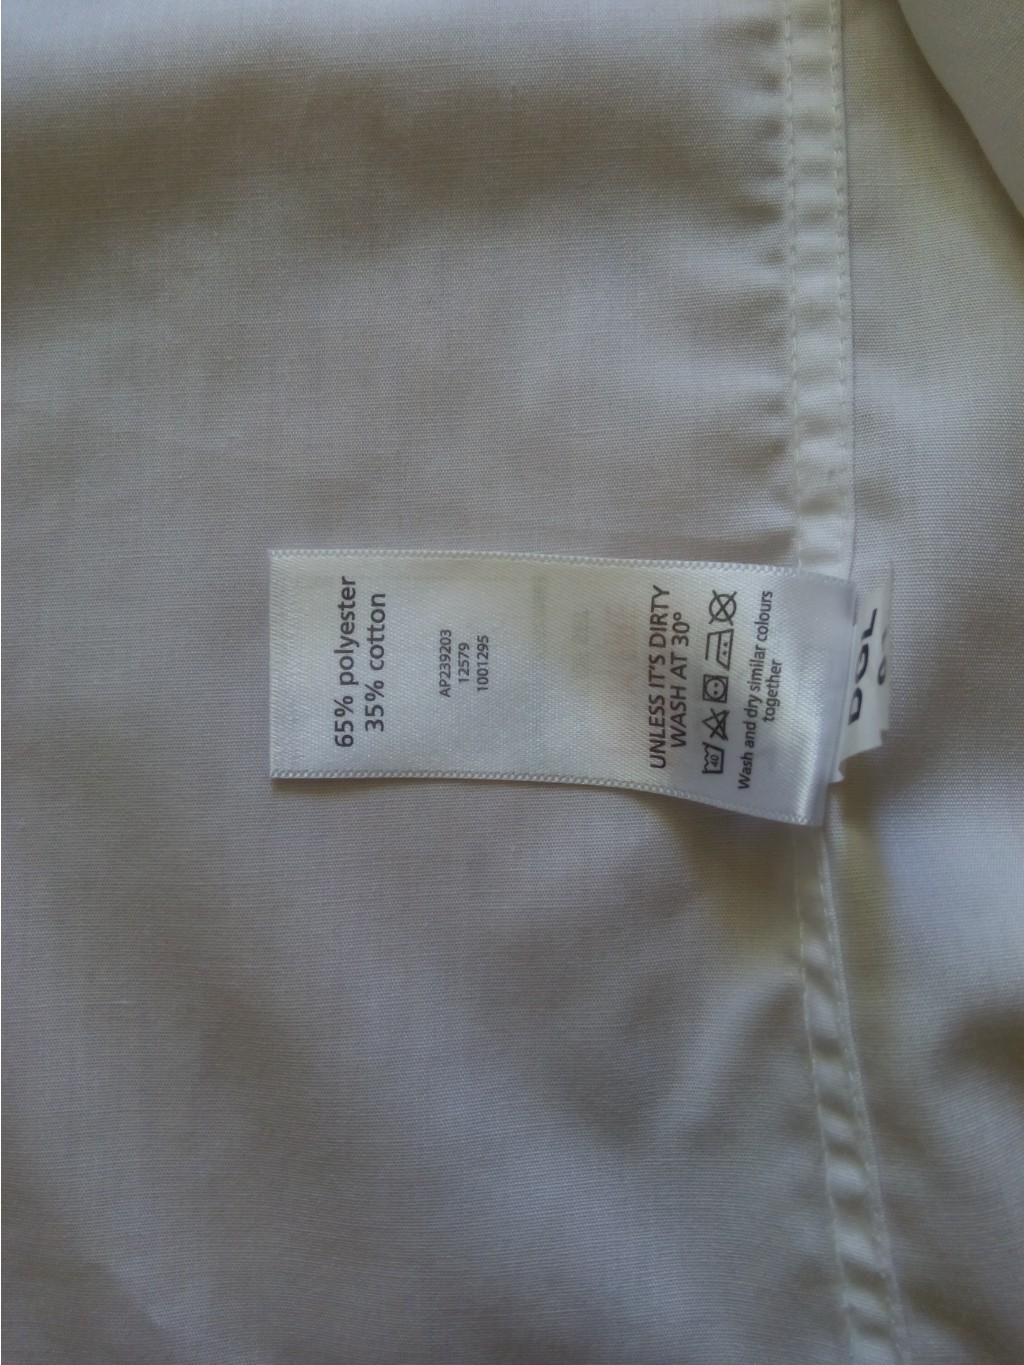 65% polyester
35% cotton
AP239203
12579
1001295
UNLESS IT'S DIRTY
WASH AT 30°
40
Wash and dry similar colours
together